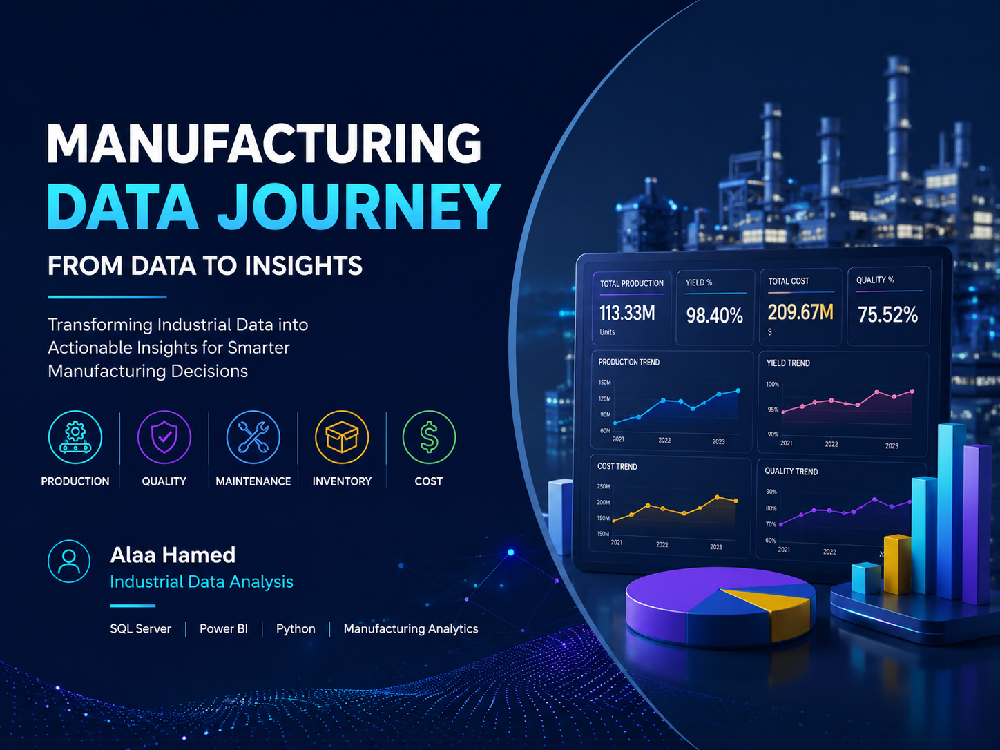 MANUFACTURING
DATA JOURNEY
FROM DATA TO INSIGHTS
Transforming Industrial Data into
Actionable Insights for Smarter
Manufacturing Decisions
PRODUCTION
QUALITY
MAINTENANCE
INVENTORY
COST
Alaa Hamed
Industrial Data Analysis
SQL Server | Power BI | Python | Manufacturing Analytics
TOTAL PRODUCTION
113.33M
Units
YIELD %
98.40%
TOTAL COST
209.67M
$
QUALITY %
75.52%
PRODUCTION TREND
150M
120M
90M
60M
2021 2022 2023
YIELD TREND
100%
95%
90%
2021 2022 2023
COST TREND
250M
200M
150M
150M
2021 2022 2023
QUALITY TREND
90%
80%
70%
60%
2021 2022